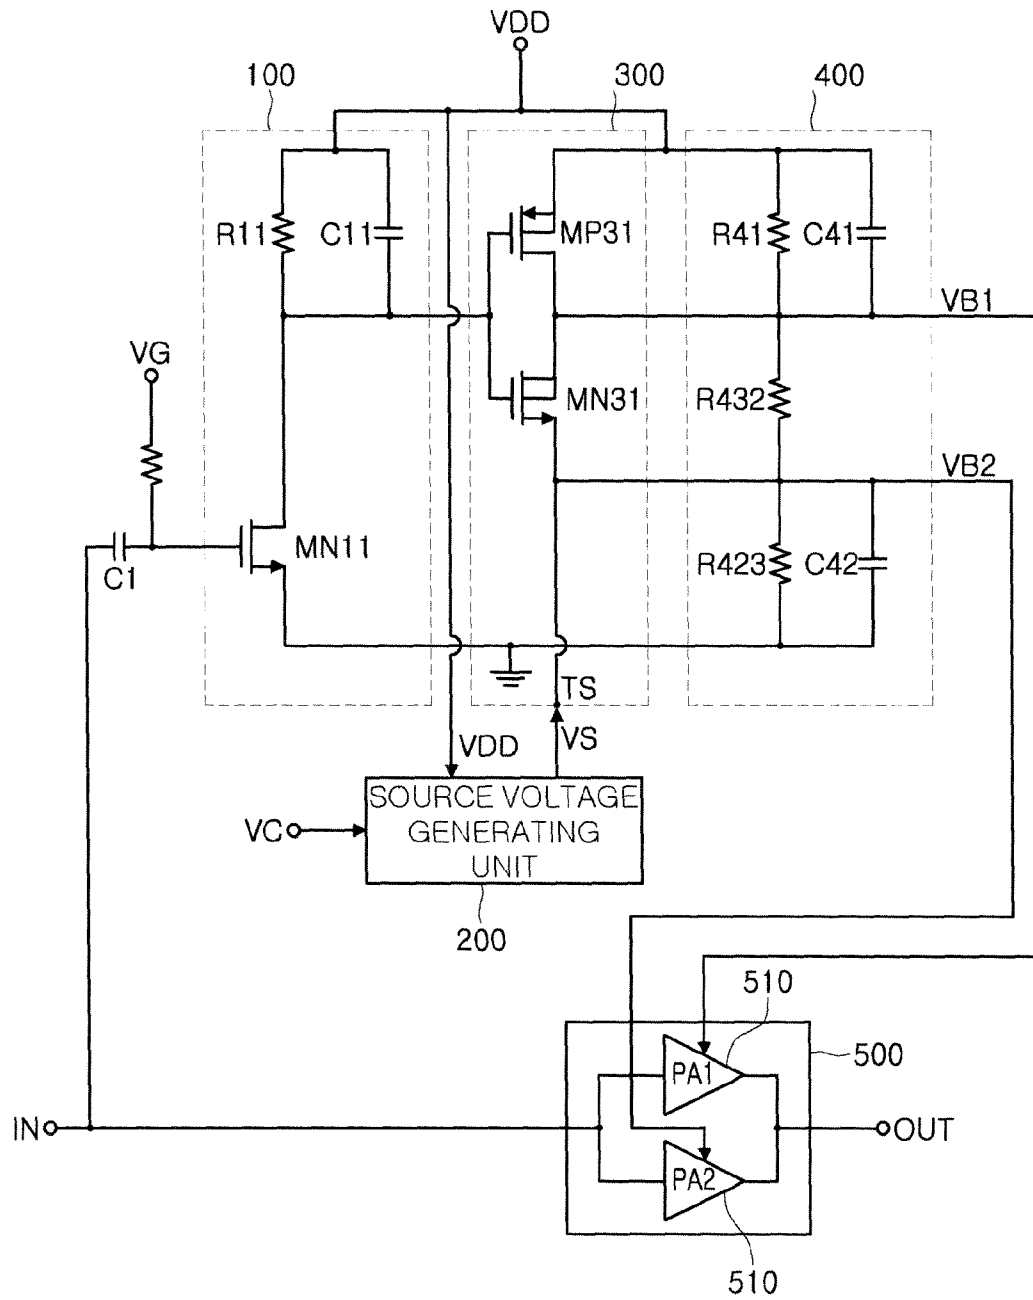 VDD
100
300
400
R11
C11
MP31
R41
C41
VB1
VG
MN31
R432
VB2
C1
MN11
R423
C42
TS
VDD
VS
VC
SOURCE VOLTAGE
GENERATING
UNIT
200
510
500
PA1
IN
OUT
PA2
510